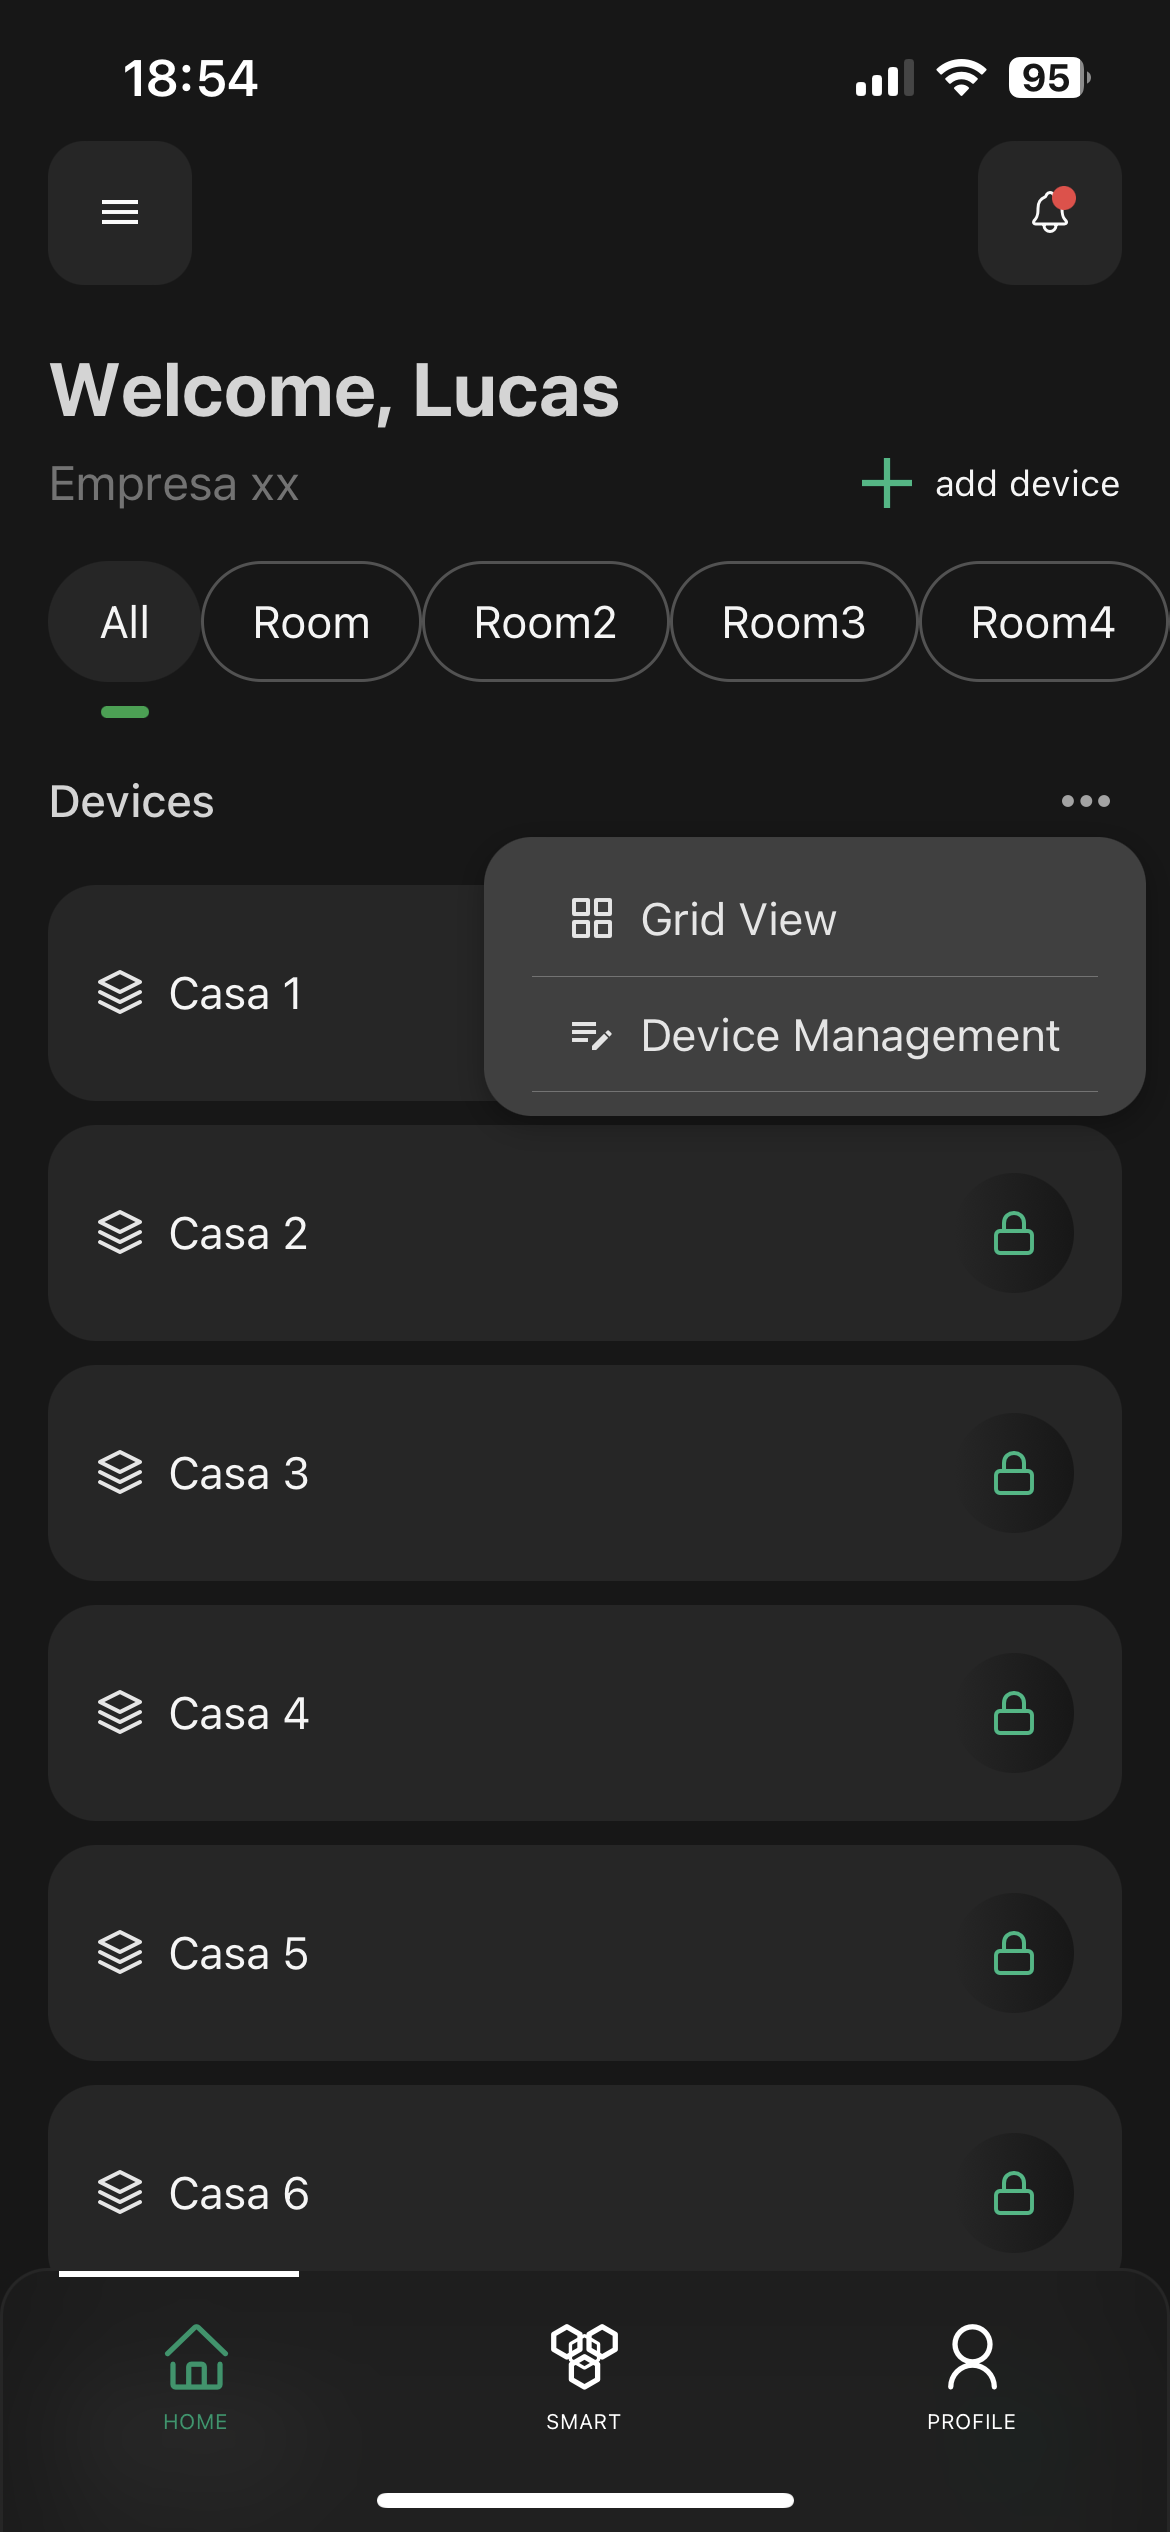 18:54
95
Welcome, Lucas
Empresa xx
add device
All
Room
Room2
Room3
Room4
Devices
Grid View
Device Management
Casa 1
Casa 2
Casa 3
Casa 4
Casa 5
Casa 6
HOME
SMART
PROFILE